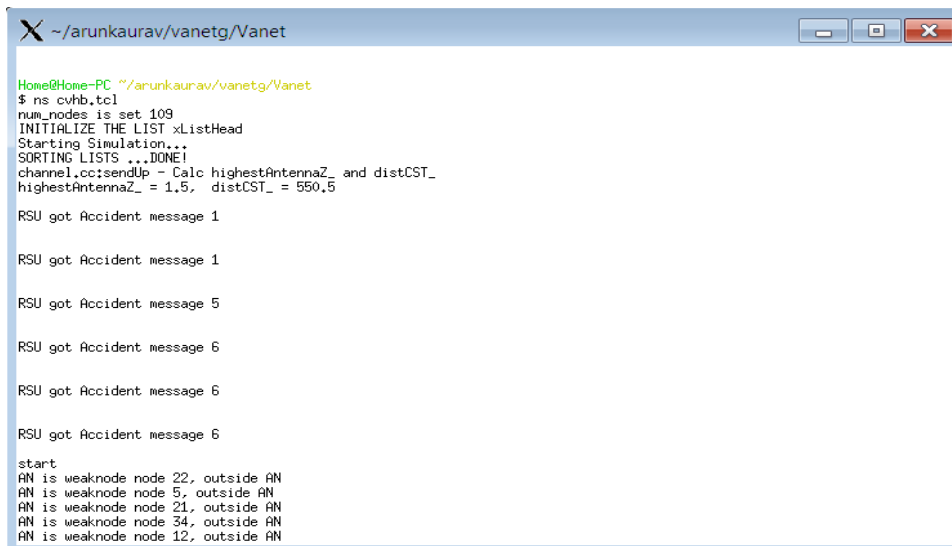 ~/arunkaurav/vanetg/Vanet
Home@Home-PC ~/arunkaurav/vanetg/Vanet
$ ns cvhb.tcl
num_nodes is set 109
INITIALIZE THE LIST xListHead
Starting Simulation...
SORTING LISTS ...DONE!
channel.cc:sendUp - Calc highestAntennaZ_ and distCST_
highestAntennaZ_ = 1.5,  distCST_ = 550.5
RSU got Accident message 1
RSU got Accident message 1
RSU got Accident message 5
RSU got Accident message 6
RSU got Accident message 6
RSU got Accident message 6
start
AN is weaknode node 22, outside AN
AN is weaknode node 5, outside AN
AN is weaknode node 21, outside AN
AN is weaknode node 34, outside AN
AN is weaknode node 12, outside AN